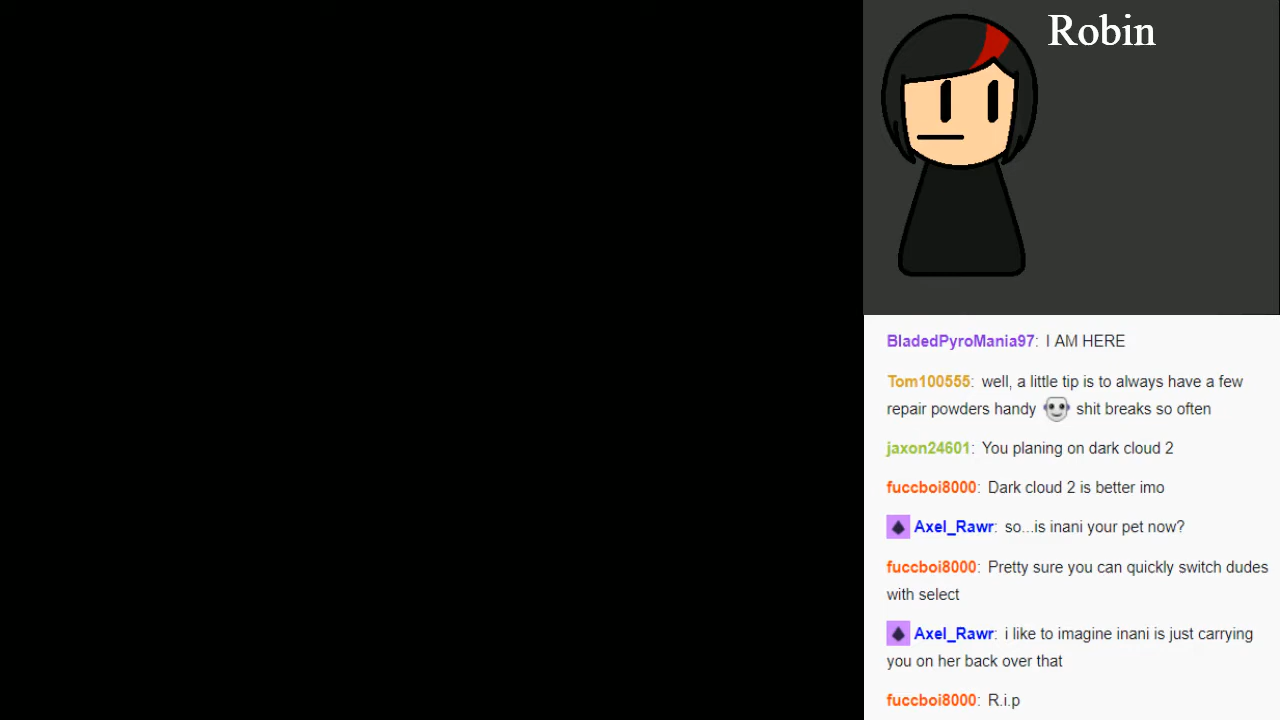 Robin
BladedPyroMania97: I AM HERE
Tom100555: well, a little tip is to always have a few
repair powders handy shit breaks so often
jaxon24601: You planing on dark cloud 2
fuccboi8000: Dark cloud 2 is better imo
Axel_Rawr: so...is inani your pet now?
fuccboi8000: Pretty sure you can quickly switch dudes
with select
Axel_Rawr: i like to imagine inani is just carrying
you on her back over that
fuccboi8000: R.i.p